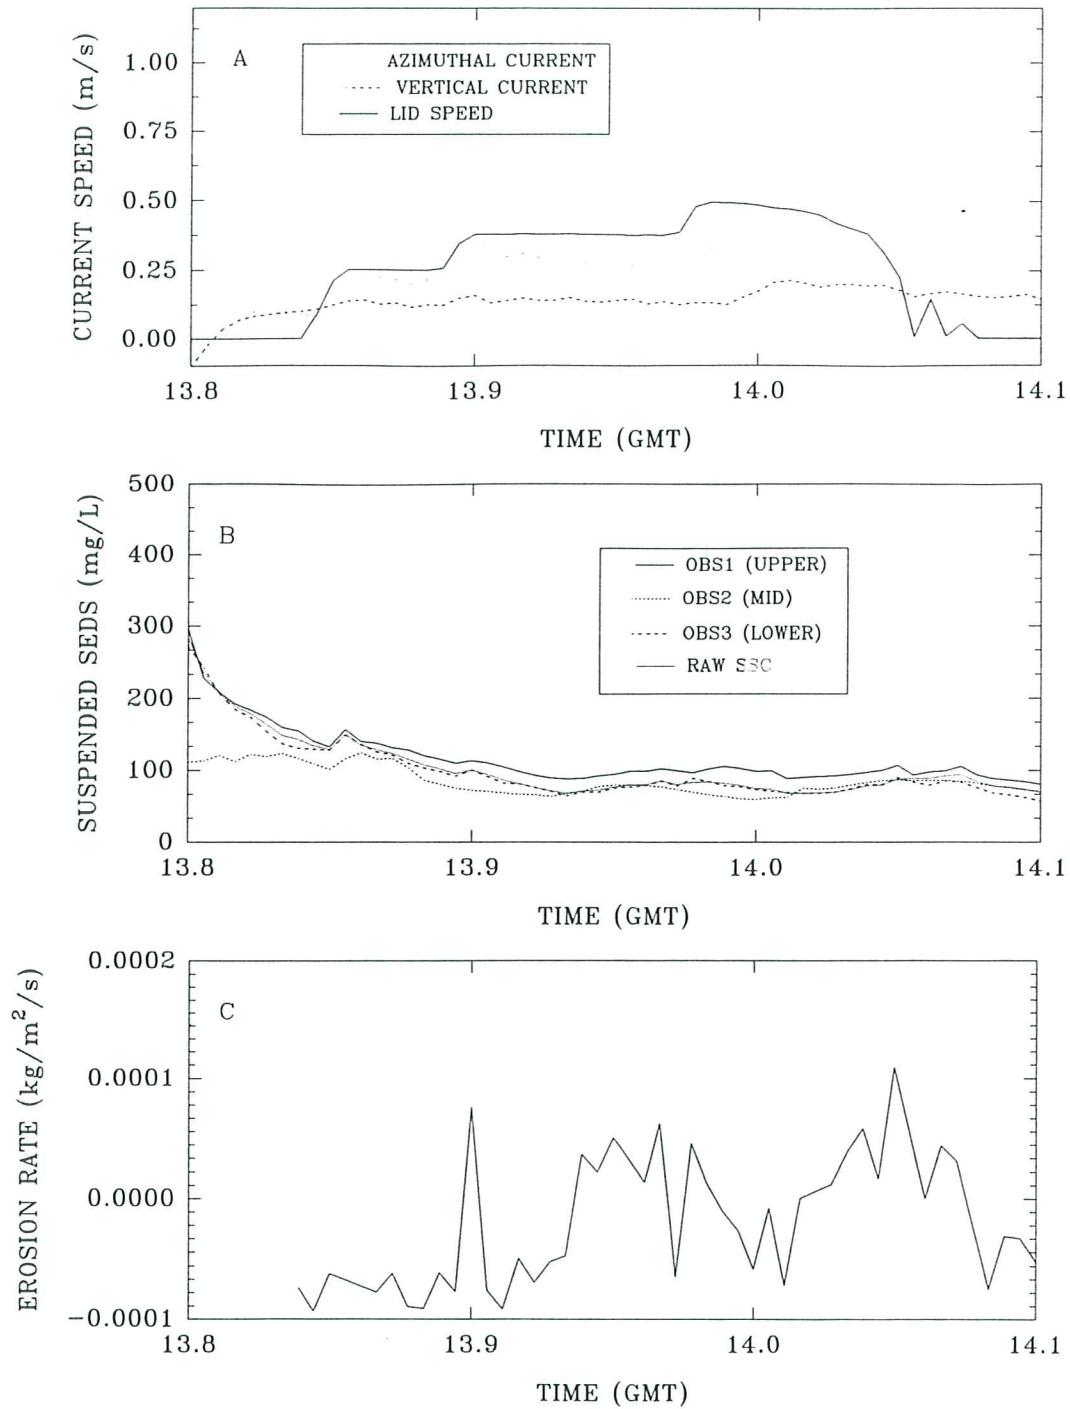 A
AZIMUTHAL CURRENT
VERTICAL CURRENT
LID SPEED
CURRENT SPEED (m/s)
1.00
0.75
0.50
0.25
0.00
13.8 13.9 14.0 14.1
TIME (GMT)
B
OBS1 (UPPER)
OBS2 (MID)
OBS3 (LOWER)
RAW SSC
SUSPENDED SEDS (mg/L)
500
400
300
200
100
0
13.8 13.9 14.0 14.1
TIME (GMT)
C
EROSION RATE (kg/m²/s)
0.0002
0.0001
0.0000
−0.0001
13.8 13.9 14.0 14.1
TIME (GMT)